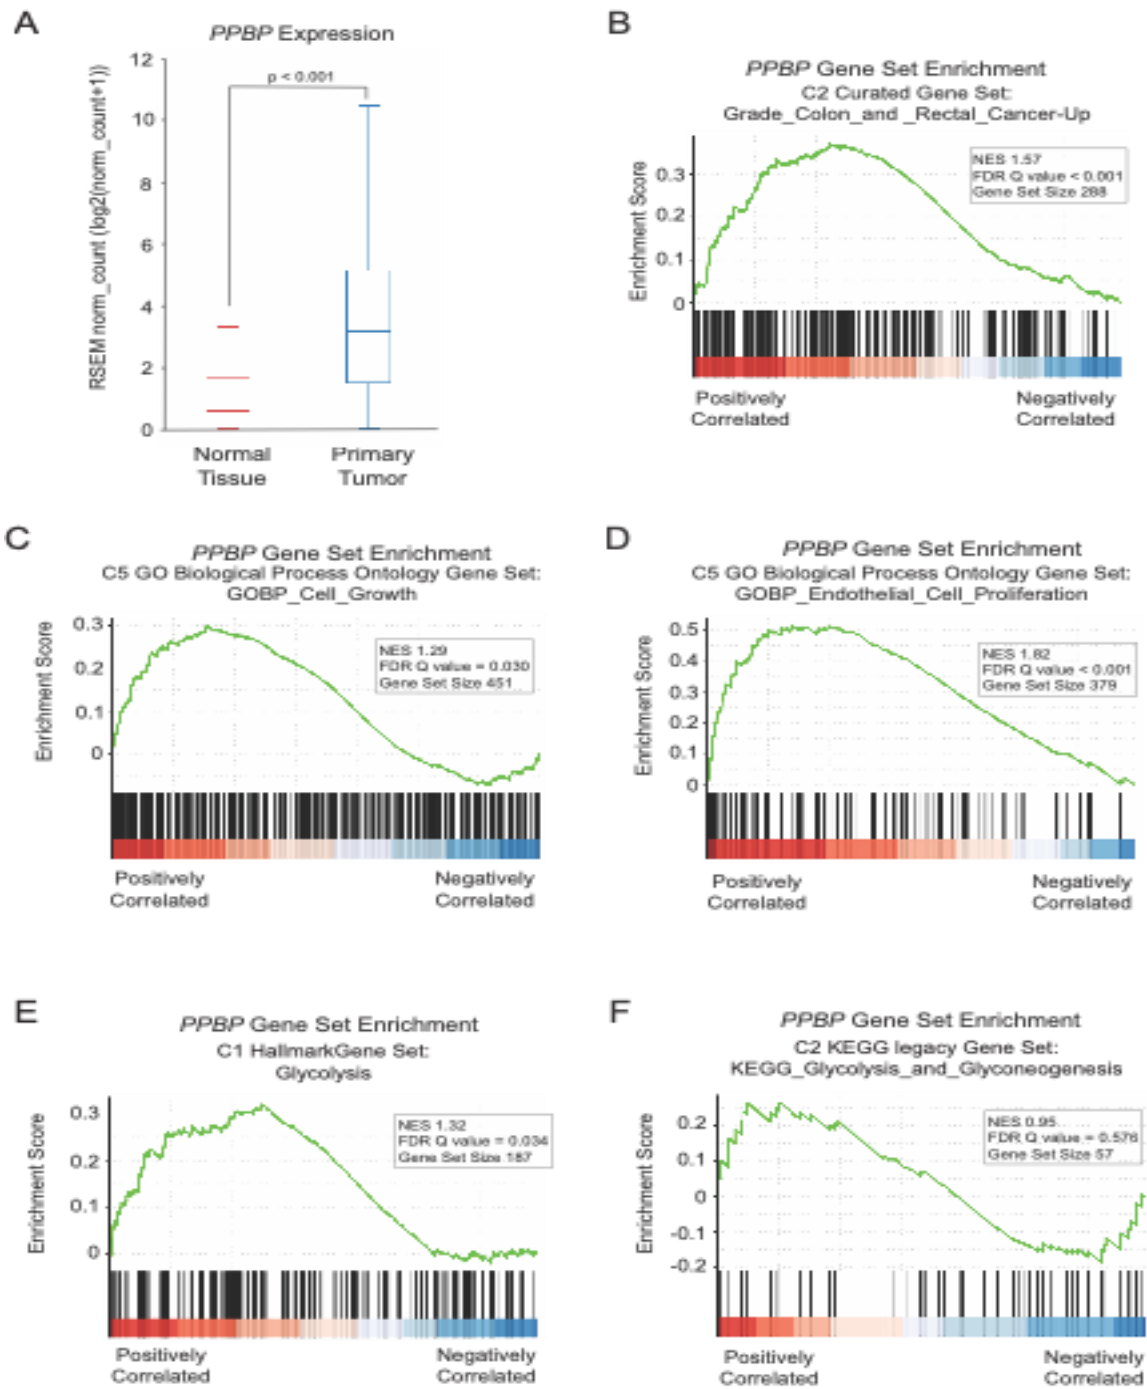 A
PPBP Expression
RSEM norm_count (log2(norm_count+1))
12
10
8
6
4
2
0
p < 0.001
Normal
Tissue
Primary
Tumor
B
PPBP Gene Set Enrichment
C2 Curated Gene Set:
Grade_Colon_and _Rectal_Cancer-Up
Enrichment Score
0.3
0.2
0.1
0
NES 1.57
FDR Q value < 0.001
Gene Set Size 288
Positively
Correlated
Negatively
Correlated
C
PPBP Gene Set Enrichment
C5 GO Biological Process Ontology Gene Set:
GOBP_Cell_Growth
Enrichment Score
0.3
0.2
0.1
0
NES 1.29
FDR Q value = 0.030
Gene Set Size 451
Positively
Correlated
Negatively
Correlated
D
PPBP Gene Set Enrichment
C5 GO Biological Process Ontology Gene Set:
GOBP_Endothelial_Cell_Proliferation
Enrichment Score
0.5
0.4
0.3
0.2
0.1
0
NES 1.82
FDR Q value < 0.001
Gene Set Size 379
Positively
Correlated
Negatively
Correlated
E
PPBP Gene Set Enrichment
C1 HallmarkGene Set:
Glycolysis
Enrichment Score
0.3
0.2
0.1
0
NES 1.32
FDR Q value = 0.034
Gene Set Size 187
Positively
Correlated
Negatively
Correlated
F
PPBP Gene Set Enrichment
C2 KEGG legacy Gene Set:
KEGG_Glycolysis_and_Glyconeogenesis
Enrichment Score
0.2
0.1
0
-0.1
-0.2
NES 0.95
FDR Q value = 0.576
Gene Set Size 57
Positively
Correlated
Negatively
Correlated